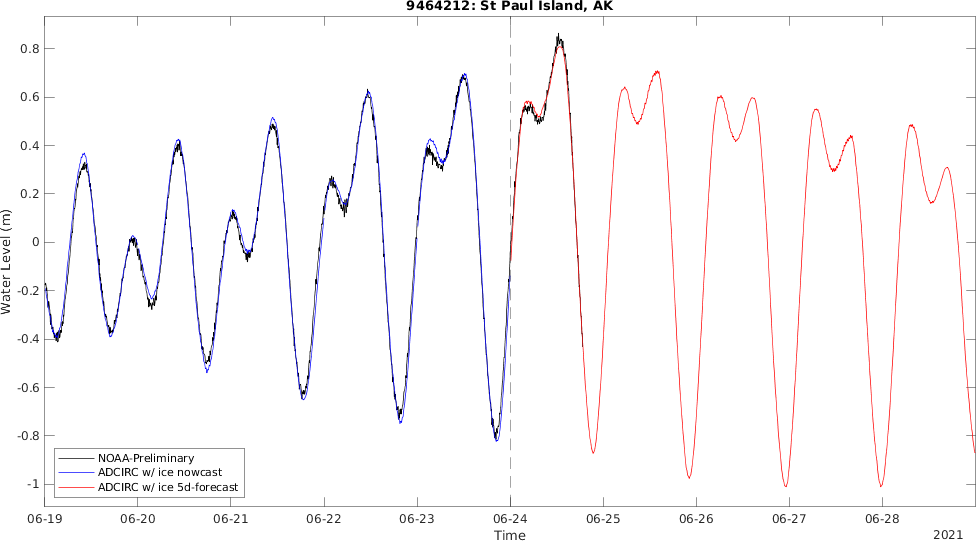 9464212: St Paul Island, AK
0.8
0.6
0.4
0.2
0
-0.2
-0.4
-0.6
-0.8
-1
Water Level (m)
NOAA-Preliminary
ADCIRC w/ ice nowcast
ADCIRC w/ ice 5d-forecast
06-19 06-20 06-21 06-22 06-23 06-24 06-25 06-26 06-27 06-28
Time
2021